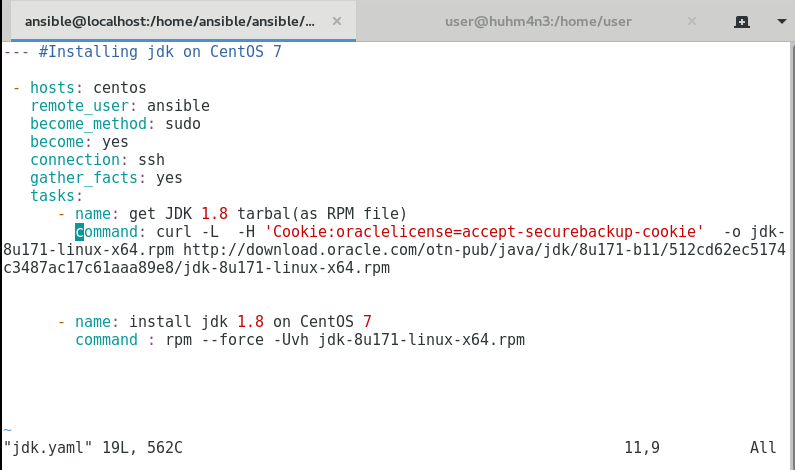 ansible@localhost:/home/ansible/ansible/... × user@huhm4n3:/home/user ×
--- #Installing jdk on CentOS 7
- hosts: centos
remote_user: ansible
become_method: sudo
become: yes
connection: ssh
gather_facts: yes
tasks:
- name: get JDK 1.8 tarbal(as RPM file)
command: curl -L  -H 'Cookie:oraclelicense=accept-securebackup-cookie'  -o jdk-
8u171-linux-x64.rpm http://download.oracle.com/otn-pub/java/jdk/8u171-b11/512cd62ec5174
c3487ac17c61aaa89e8/jdk-8u171-linux-x64.rpm
- name: install jdk 1.8 on CentOS 7
command : rpm --force -Uvh jdk-8u171-linux-x64.rpm
~
"jdk.yaml" 19L, 562C 11,9 All